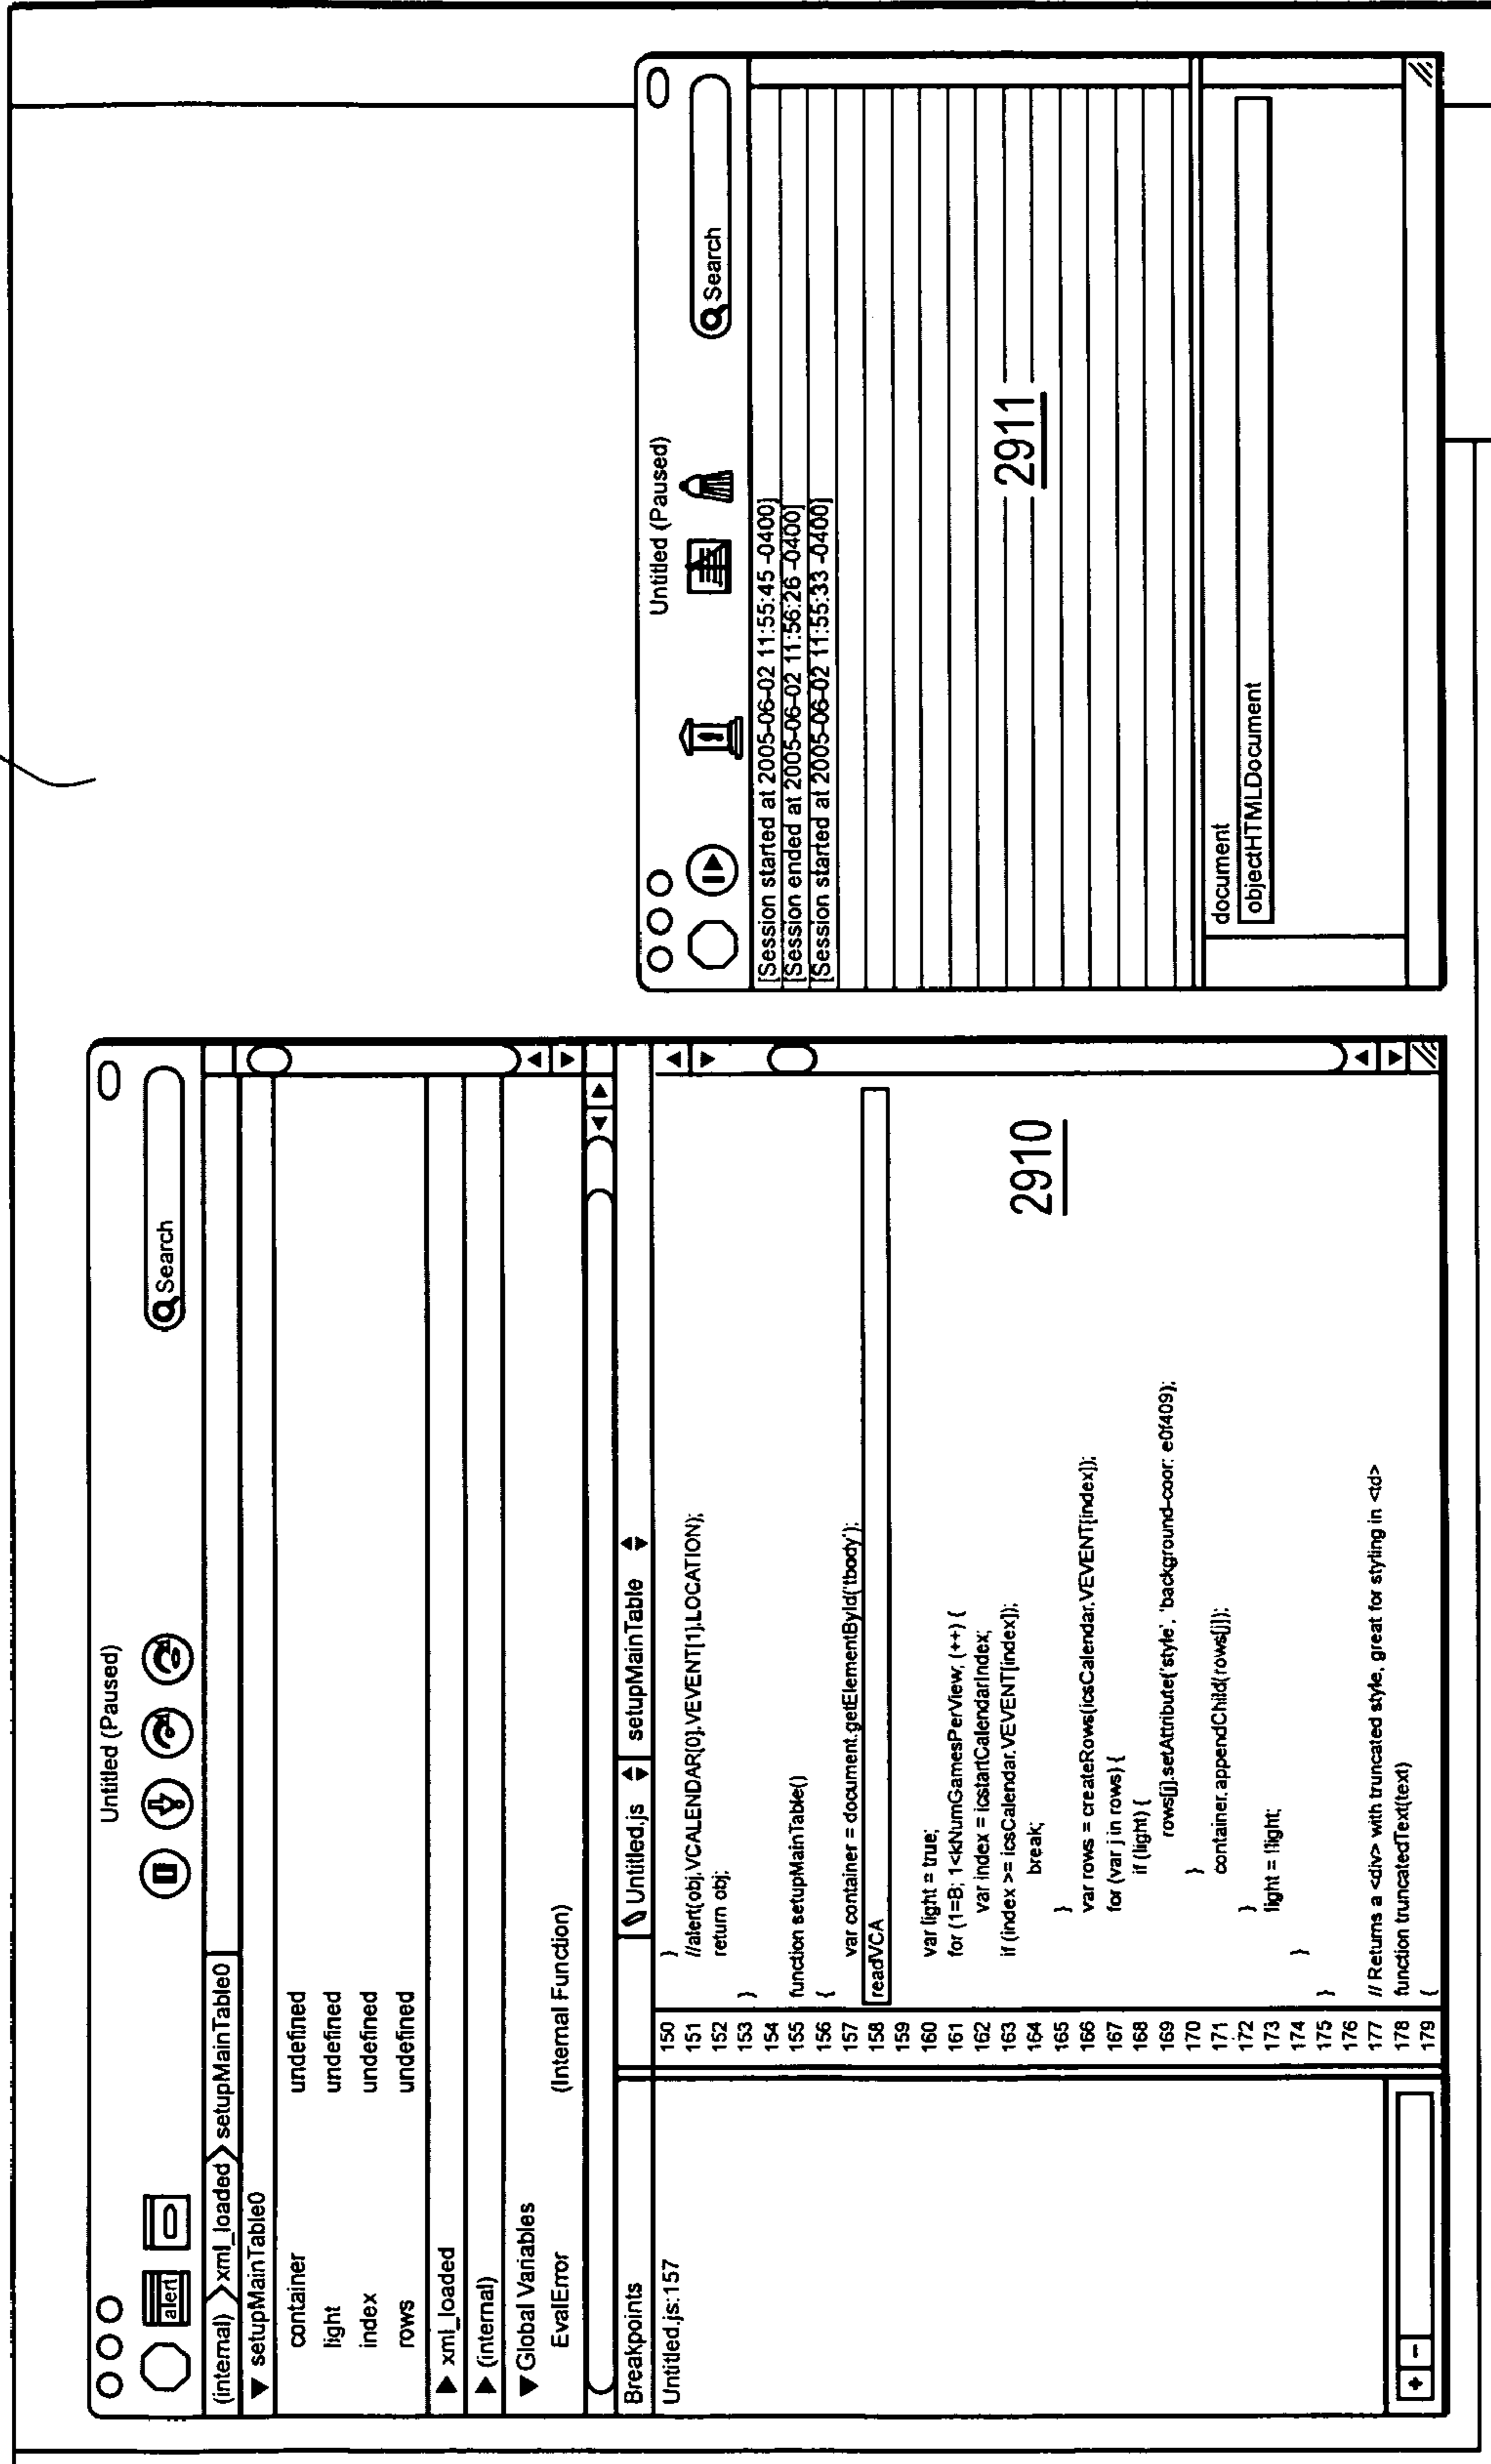 Untitled (Paused)
alert
Search
(internal) xml_loaded setupMainTable0
▼ setupMainTable0
container undefined
light undefined
index undefined
rows undefined
▶ xml_loaded
▶ (internal)
▼ Global Variables
EvalError (Internal Function)
Breakpoints
Untitled.js:157
+ -
Untitled.js setupMainTable
150 }
151 //alert(obj.VCALENDAR[0].VEVENT[1].LOCATION);
152 return obj;
153 }
154
155 function setupMainTable()
156 {
157 var container = document.getElementById('tbody');
158 readVCA
159
160 var light = true;
161 for (1=B; 1<kNumGamesPerView; (++) {
162 var index = icstartCalendarIndex;
163 if (index >= icsCalendar.VEVENT[index]);
164 break;
165 }
166 var rows = createRows(icsCalendar.VEVENT[index]);
167 for (var j in rows) {
168 if (light) {
169 rows[j].setAttribute('style', 'background-coor: e0f409);
170 }
171 container.appendChild(rows[j]);
172 }
173 light = !light;
174 }
175 }
176
177 // Returns a <div> with truncated style, great for styling in <td>
178 function truncatedText(text)
179 {
2910
Untitled (Paused)
Search
[Session started at 2005-06-02 11:55:45 -0400]
[Session ended at 2005-06-02 11:56:26 -0400]
[Session started at 2005-06-02 11:55:33 -0400]
2911
document
objectHTMLDocument